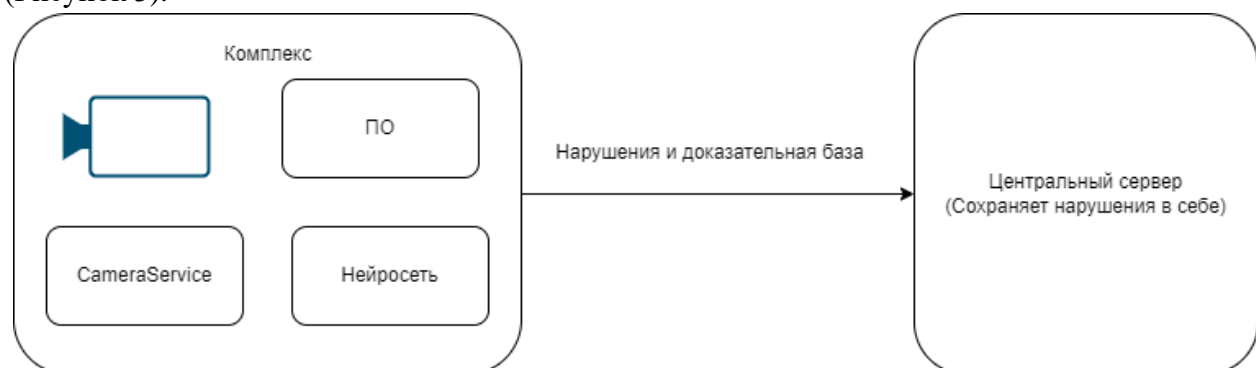 Комплекс
ПО
Нарушения и доказательная база
Центральный сервер
(Сохраняет нарушения в себе)
CameraService
Нейросеть